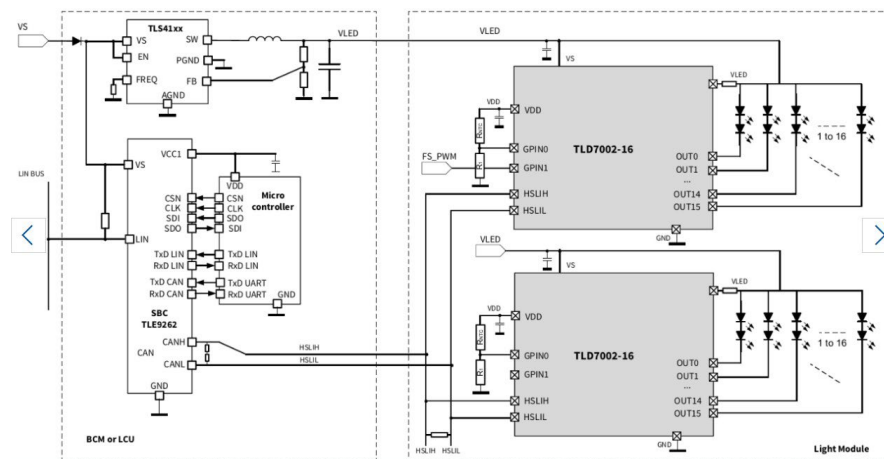 VS
TLS41xx
VS
SW
EN
PGND
FREQ
FB
AGND
VLED
VLED
VS
VDD
VDD
GPIN0
GPIN1
HSLIH
HSLIL
FS_PWM
TLD7002-16
VLED
OUT0
OUT1
...
OUT14
OUT15
GND
1 to 16
LIN BUS
VS
VCC1
VDD
Micro
controller
CSN
CLK
SDI
SDO
CSN
CLK
SDO
SDI
LIN
TxD LIN
RxD LIN
TxD LIN
RxD LIN
TxD CAN
RxD CAN
TxD UART
RxD UART
GND
SBC
TLE9262
CANH
CAN
CANL
GND
HSLIH
HSLIL
BCM or LCU
VLED
VS
VDD
VDD
GPIN0
GPIN1
HSLIH
HSLIL
TLD7002-16
VLED
OUT0
OUT1
...
OUT14
OUT15
GND
1 to 16
HSLIH HSLIL
Light Module